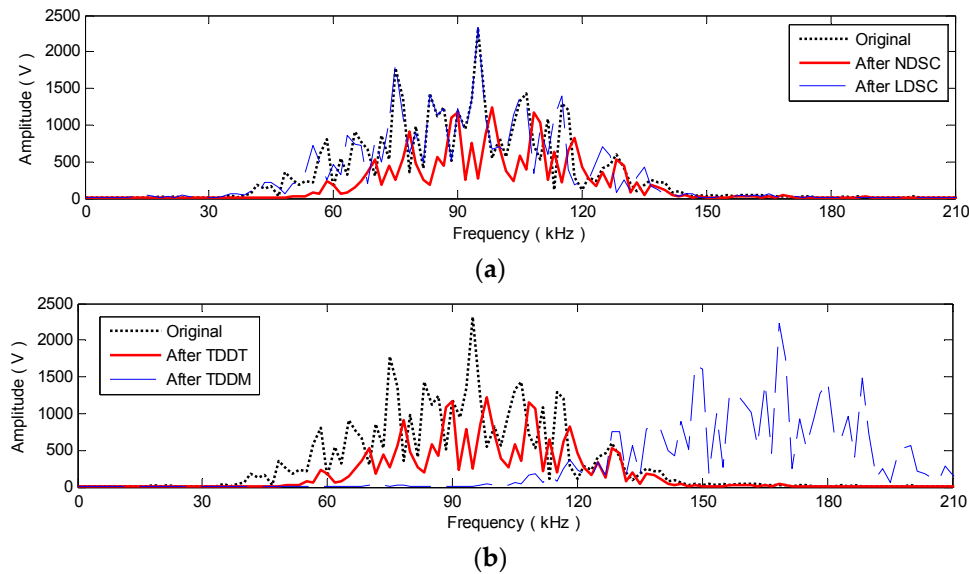 2500
2000
1500
1000
500
0
Amplitude ( V )
Original
After NDSC
After LDSC
0 30 60 90 120 150 180 210
Frequency ( kHz )
(a)
2500
2000
1500
1000
500
0
Amplitude ( V )
Original
After TDDT
After TDDM
0 30 60 90 120 150 180 210
Frequency ( kHz )
(b)